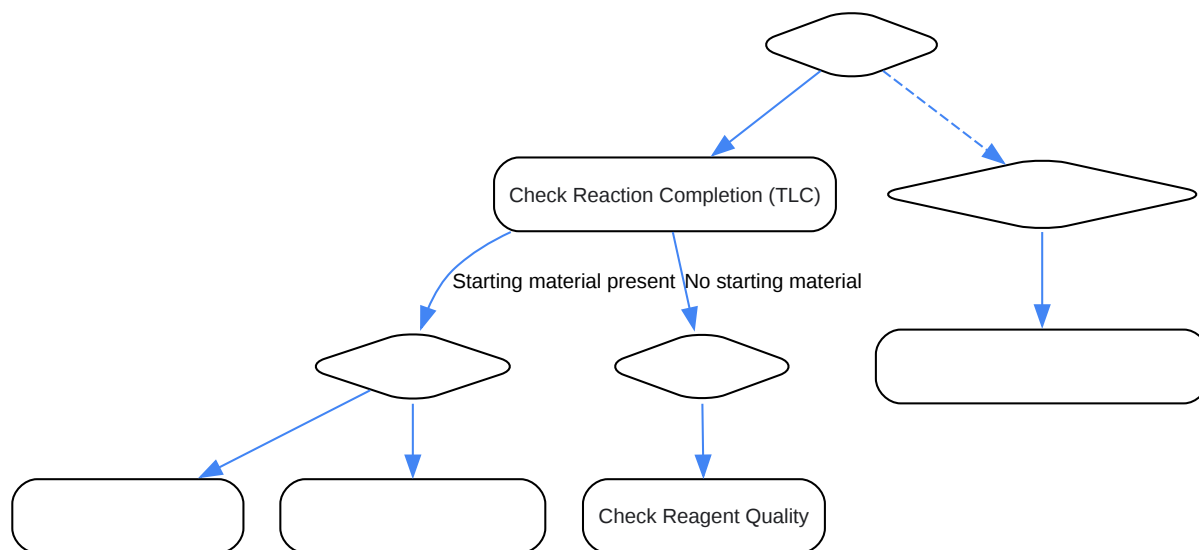 Check Reaction Completion (TLC)
Starting material present
No starting material
Check Reagent Quality